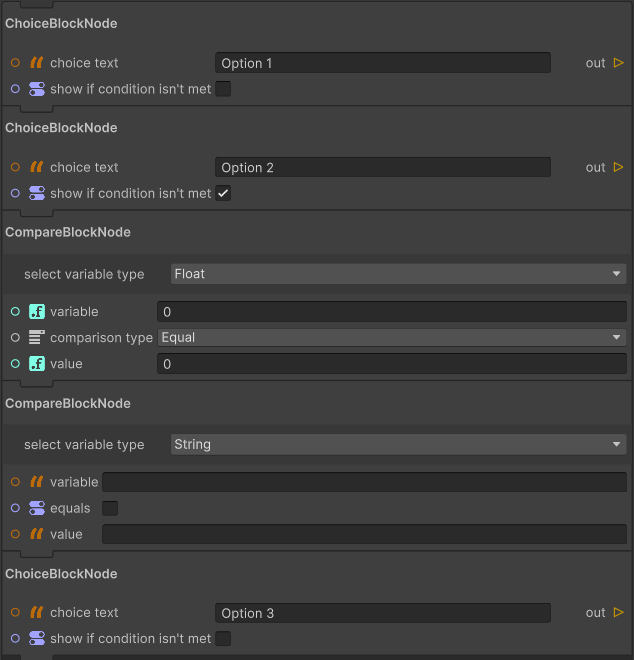 ChoiceBlockNode
choice text Option 1 out
show if condition isn't met
ChoiceBlockNode
choice text Option 2 out
show if condition isn't met
CompareBlockNode
select variable type Float
.f variable 0
comparison type Equal
.f value 0
CompareBlockNode
select variable type String
variable
equals
value
ChoiceBlockNode
choice text Option 3 out
show if condition isn't met